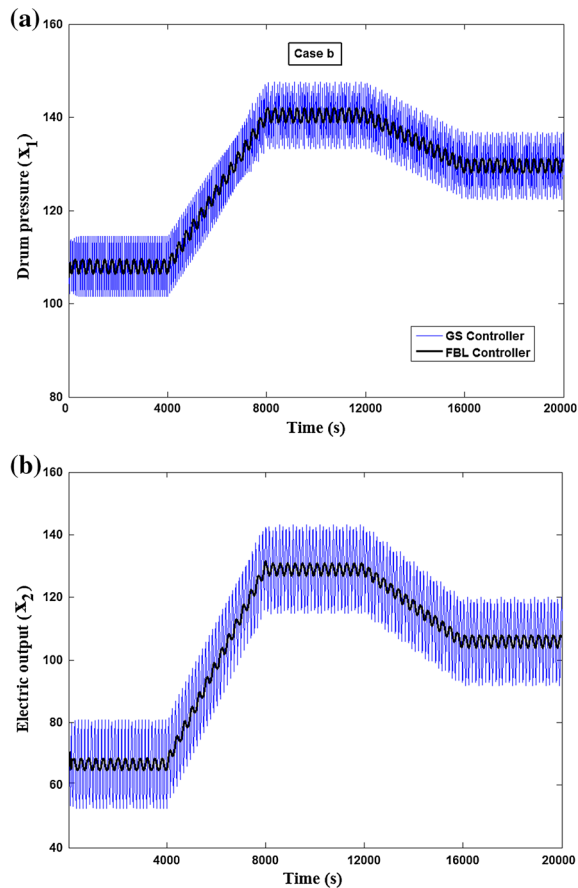 (a)
160
Case b
140
120
100
80
Drum pressure (X1)
GS Controller
FBL Controller
0
4000
8000
12000
16000
20000
Time (s)
(b)
160
140
120
100
80
60
40
Electric output (X2)
4000
8000
12000
16000
20000
Time (s)